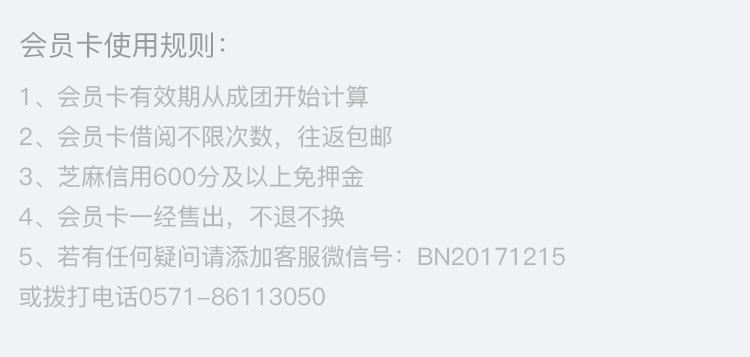 会员卡使用规则：
1、会员卡有效期从成团开始计算
2、会员卡借阅不限次数，往返包邮
3、芝麻信用600分及以上免押金
4、会员卡一经售出，不退不换
5、若有任何疑问请添加客服微信号：BN20171215
或拨打电话0571-86113050